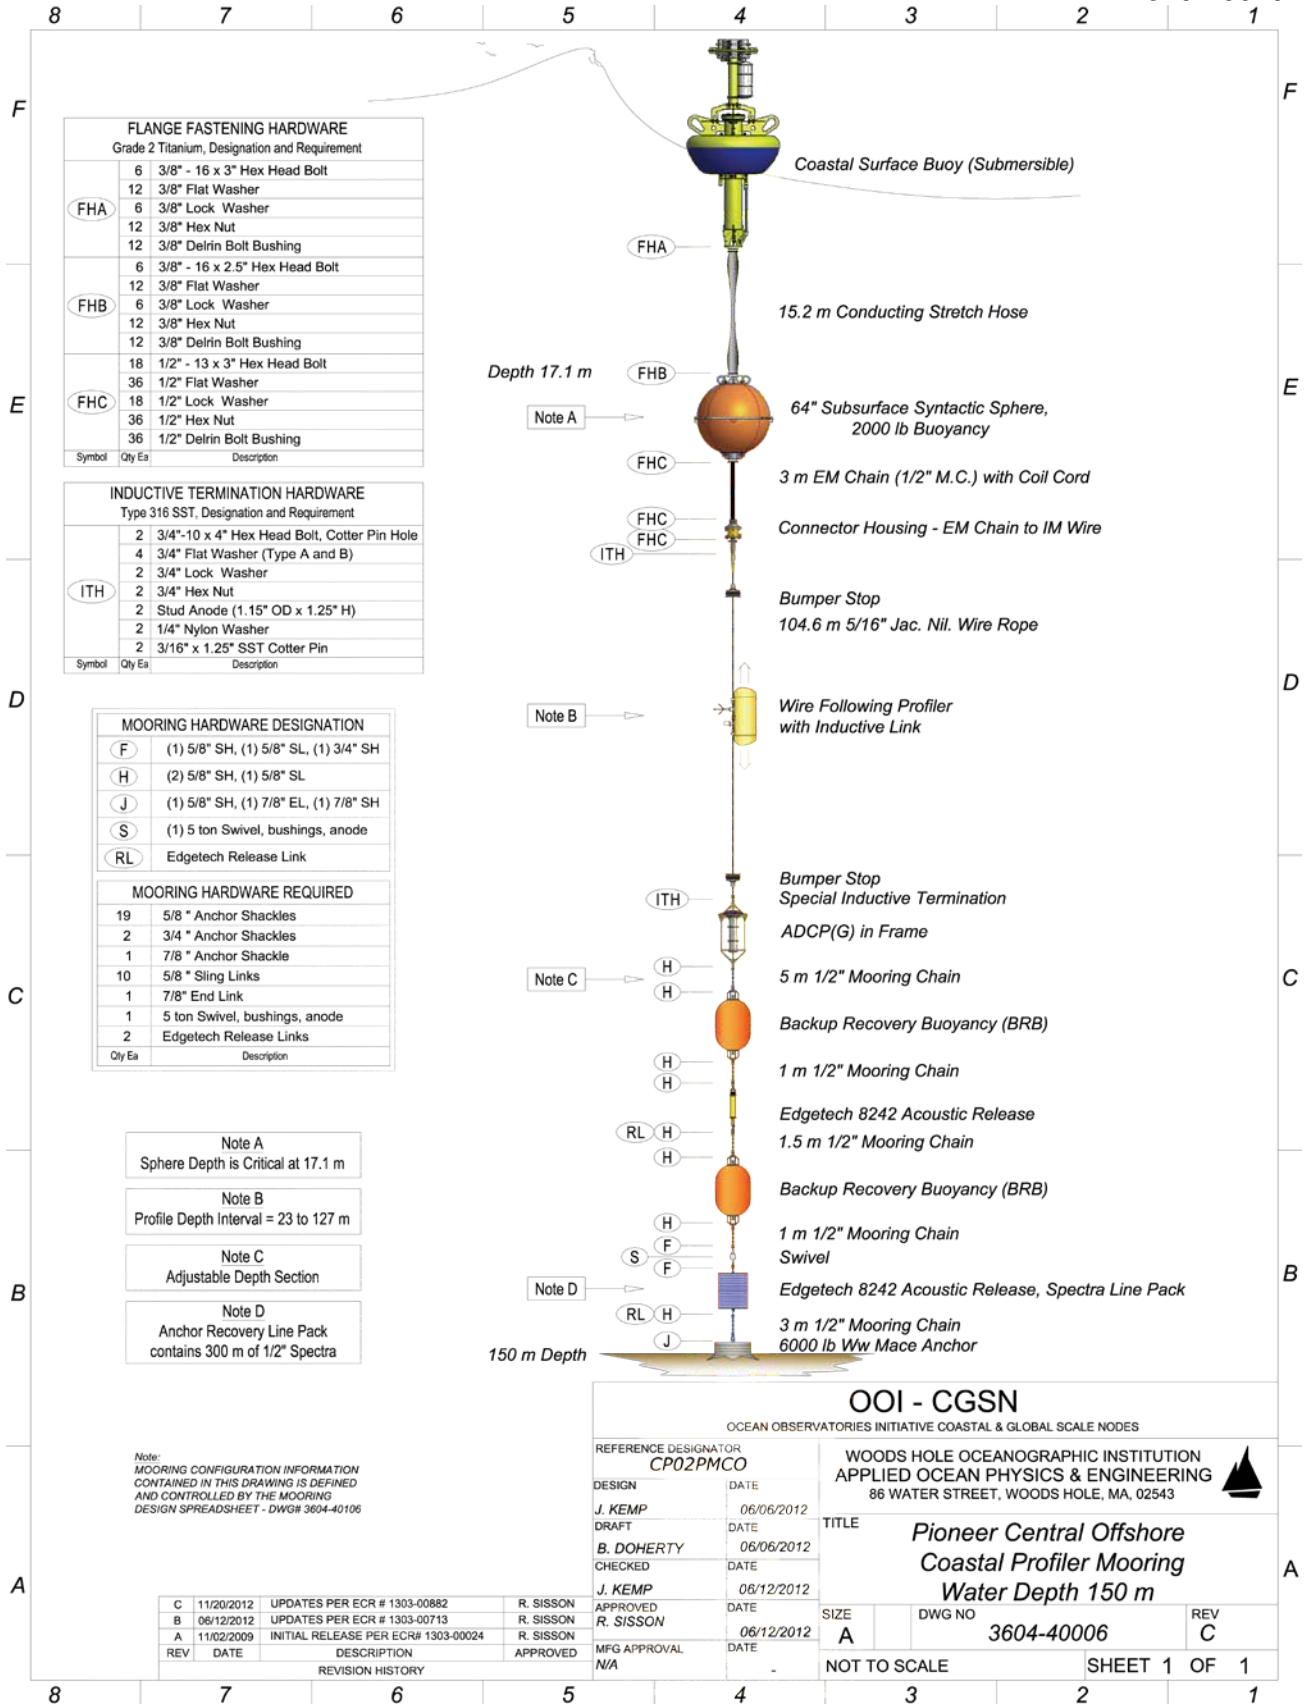 8 7 6 5 4 3 2 1
F
F
FLANGE FASTENING HARDWARE
Grade 2 Titanium, Designation and Requirement
FHA
6 3/8" - 16 x 3" Hex Head Bolt
12 3/8" Flat Washer
6 3/8" Lock Washer
12 3/8" Hex Nut
12 3/8" Delrin Bolt Bushing
FHB
6 3/8" - 16 x 2.5" Hex Head Bolt
12 3/8" Flat Washer
6 3/8" Lock Washer
12 3/8" Hex Nut
12 3/8" Delrin Bolt Bushing
FHC
18 1/2" - 13 x 3" Hex Head Bolt
36 1/2" Flat Washer
18 1/2" Lock Washer
36 1/2" Hex Nut
36 1/2" Delrin Bolt Bushing
Symbol Qty Ea Description
INDUCTIVE TERMINATION HARDWARE
Type 316 SST, Designation and Requirement
ITH
2 3/4"-10 x 4" Hex Head Bolt, Cotter Pin Hole
4 3/4" Flat Washer (Type A and B)
2 3/4" Lock Washer
2 3/4" Hex Nut
2 Stud Anode (1.15" OD x 1.25" H)
2 1/4" Nylon Washer
2 3/16" x 1.25" SST Cotter Pin
Symbol Qty Ea Description
MOORING HARDWARE DESIGNATION
F (1) 5/8" SH, (1) 5/8" SL, (1) 3/4" SH
H (2) 5/8" SH, (1) 5/8" SL
J (1) 5/8" SH, (1) 7/8" EL, (1) 7/8" SH
S (1) 5 ton Swivel, bushings, anode
RL Edgetech Release Link
MOORING HARDWARE REQUIRED
19 5/8 " Anchor Shackles
2 3/4 " Anchor Shackles
1 7/8 " Anchor Shackle
10 5/8 " Sling Links
1 7/8" End Link
1 5 ton Swivel, bushings, anode
2 Edgetech Release Links
Qty Ea Description
Note A
Sphere Depth is Critical at 17.1 m
Note B
Profile Depth Interval = 23 to 127 m
Note C
Adjustable Depth Section
Note D
Anchor Recovery Line Pack
contains 300 m of 1/2" Spectra
Coastal Surface Buoy (Submersible)
FHA
15.2 m Conducting Stretch Hose
Depth 17.1 m FHB
E
E
Note A
64" Subsurface Syntactic Sphere,
2000 lb Buoyancy
FHC
3 m EM Chain (1/2" M.C.) with Coil Cord
FHC
Connector Housing - EM Chain to IM Wire
FHC
ITH
Bumper Stop
104.6 m 5/16" Jac. Nil. Wire Rope
D
D
Note B
Wire Following Profiler
with Inductive Link
Bumper Stop
ITH Special Inductive Termination
ADCP(G) in Frame
H
Note C
5 m 1/2" Mooring Chain
H
C
C
Backup Recovery Buoyancy (BRB)
H
1 m 1/2" Mooring Chain
H
Edgetech 8242 Acoustic Release
RL H
1.5 m 1/2" Mooring Chain
H
Backup Recovery Buoyancy (BRB)
H
1 m 1/2" Mooring Chain
F
S Swivel
F
B
B
Note D
Edgetech 8242 Acoustic Release, Spectra Line Pack
RL H
3 m 1/2" Mooring Chain
J
6000 lb Ww Mace Anchor
150 m Depth
OOI - CGSN
OCEAN OBSERVATORIES INITIATIVE COASTAL & GLOBAL SCALE NODES
REFERENCE DESIGNATOR
CP02PMCO
DESIGN DATE
J. KEMP 06/06/2012
DRAFT DATE
B. DOHERTY 06/06/2012
CHECKED DATE
J. KEMP 06/12/2012
APPROVED DATE
R. SISSON 06/12/2012
MFG APPROVAL DATE
N/A -
WOODS HOLE OCEANOGRAPHIC INSTITUTION
APPLIED OCEAN PHYSICS & ENGINEERING
86 WATER STREET, WOODS HOLE, MA, 02543
TITLE
Pioneer Central Offshore
Coastal Profiler Mooring
Water Depth 150 m
SIZE DWG NO REV
A 3604-40006 C
NOT TO SCALE SHEET 1 OF 1
A
A
Note:
MOORING CONFIGURATION INFORMATION
CONTAINED IN THIS DRAWING IS DEFINED
AND CONTROLLED BY THE MOORING
DESIGN SPREADSHEET - DWG# 3604-40106
C 11/20/2012 UPDATES PER ECR # 1303-00882 R. SISSON
B 06/12/2012 UPDATES PER ECR # 1303-00713 R. SISSON
A 11/02/2009 INITIAL RELEASE PER ECR# 1303-00024 R. SISSON
REV DATE DESCRIPTION APPROVED
REVISION HISTORY
8 7 6 5 4 3 2 1